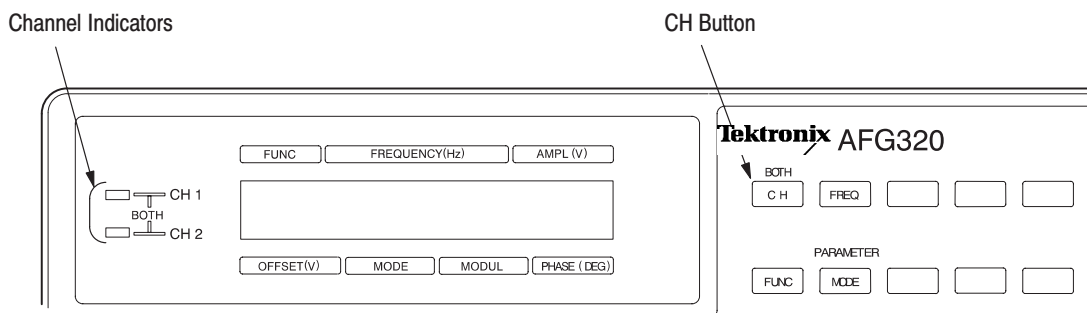 Channel Indicators
CH Button
Tektronix AFG320
FUNC FREQUENCY(Hz) AMPL (V)
BOTH
CH 1
BOTH
CH 2
C H FREQ
OFFSET(V) MODE MODUL PHASE ( DEG)
PARAMETER
FUNC MODE